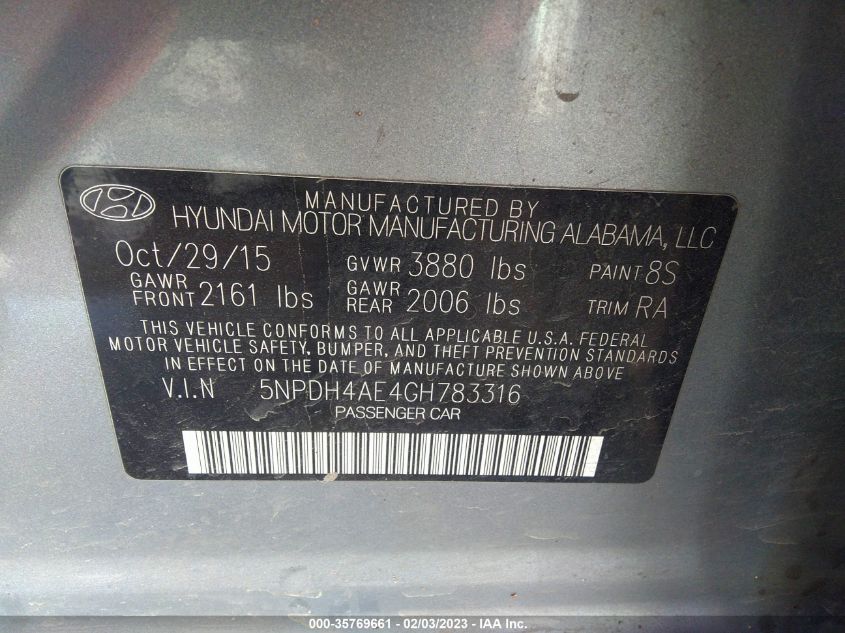 MANUFACTURED BY
HYUNDAI MOTOR MANUFACTURING ALABAMA, LLC
Oct/29/15 GVWR 3880 lbs PAINT 8S
GAWR FRONT 2161 lbs GAWR REAR 2006 lbs TRIM RA
THIS VEHICLE CONFORMS TO ALL APPLICABLE U.S.A. FEDERAL
MOTOR VEHICLE SAFETY, BUMPER, AND THEFT PREVENTION STANDARDS
IN EFFECT ON THE DATE OF MANUFACTURE SHOWN ABOVE
V.I.N 5NPDH4AE4GH783316
PASSENGER CAR
000-35769661 - 02/03/2023 - IAA Inc.